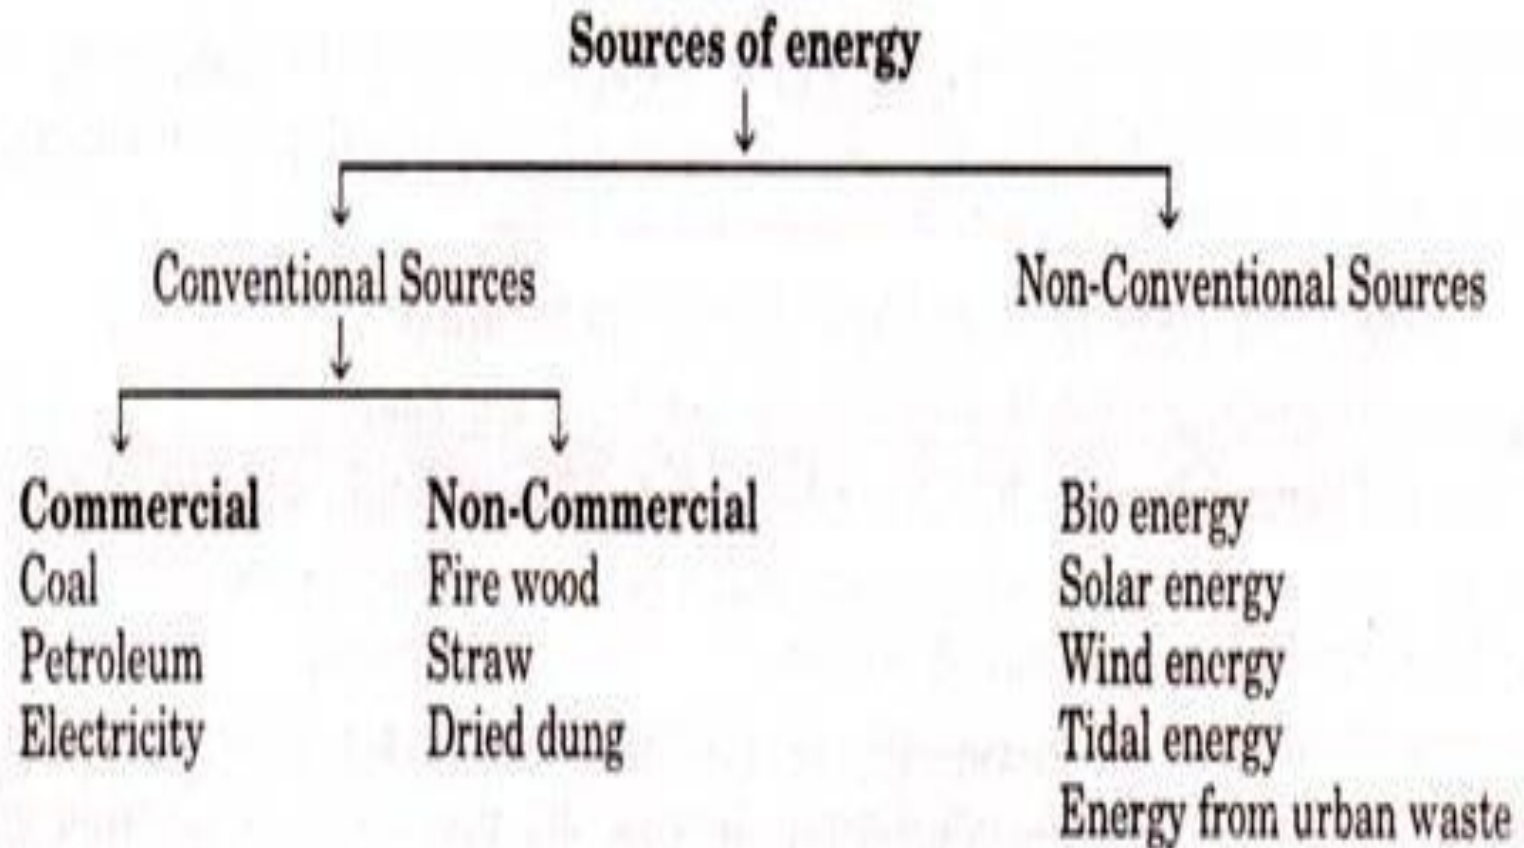 Sources of energy
Conventional Sources
Non-Conventional Sources
Commercial
Coal
Petroleum
Electricity
Non-Commercial
Fire wood
Straw
Dried dung
Bio energy
Solar energy
Wind energy
Tidal energy
Energy from urban waste